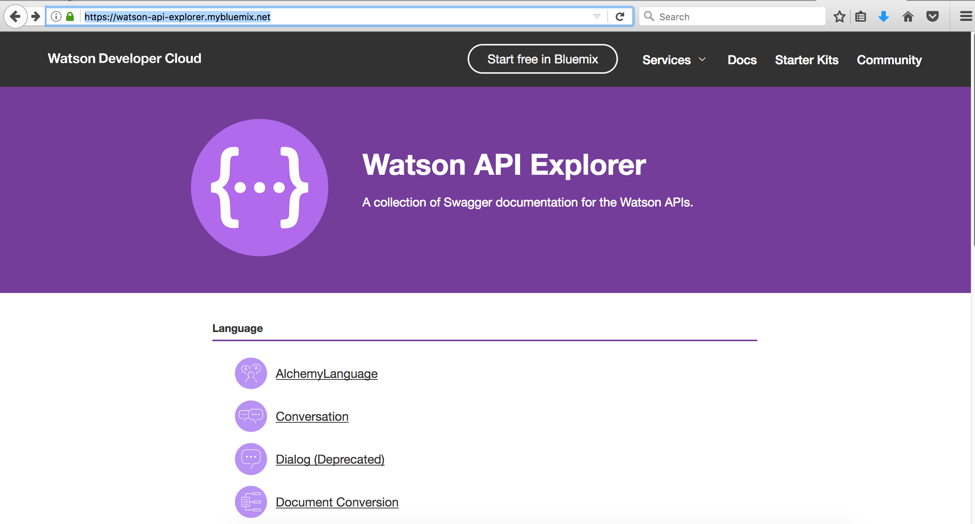 https://watson-api-explorer.mybluemix.net
Search
Watson Developer Cloud
Start free in Bluemix
Services
Docs
Starter Kits
Community
{...}
Watson API Explorer
A collection of Swagger documentation for the Watson APIs.
Language
AlchemyLanguage
Conversation
Dialog (Deprecated)
Document Conversion